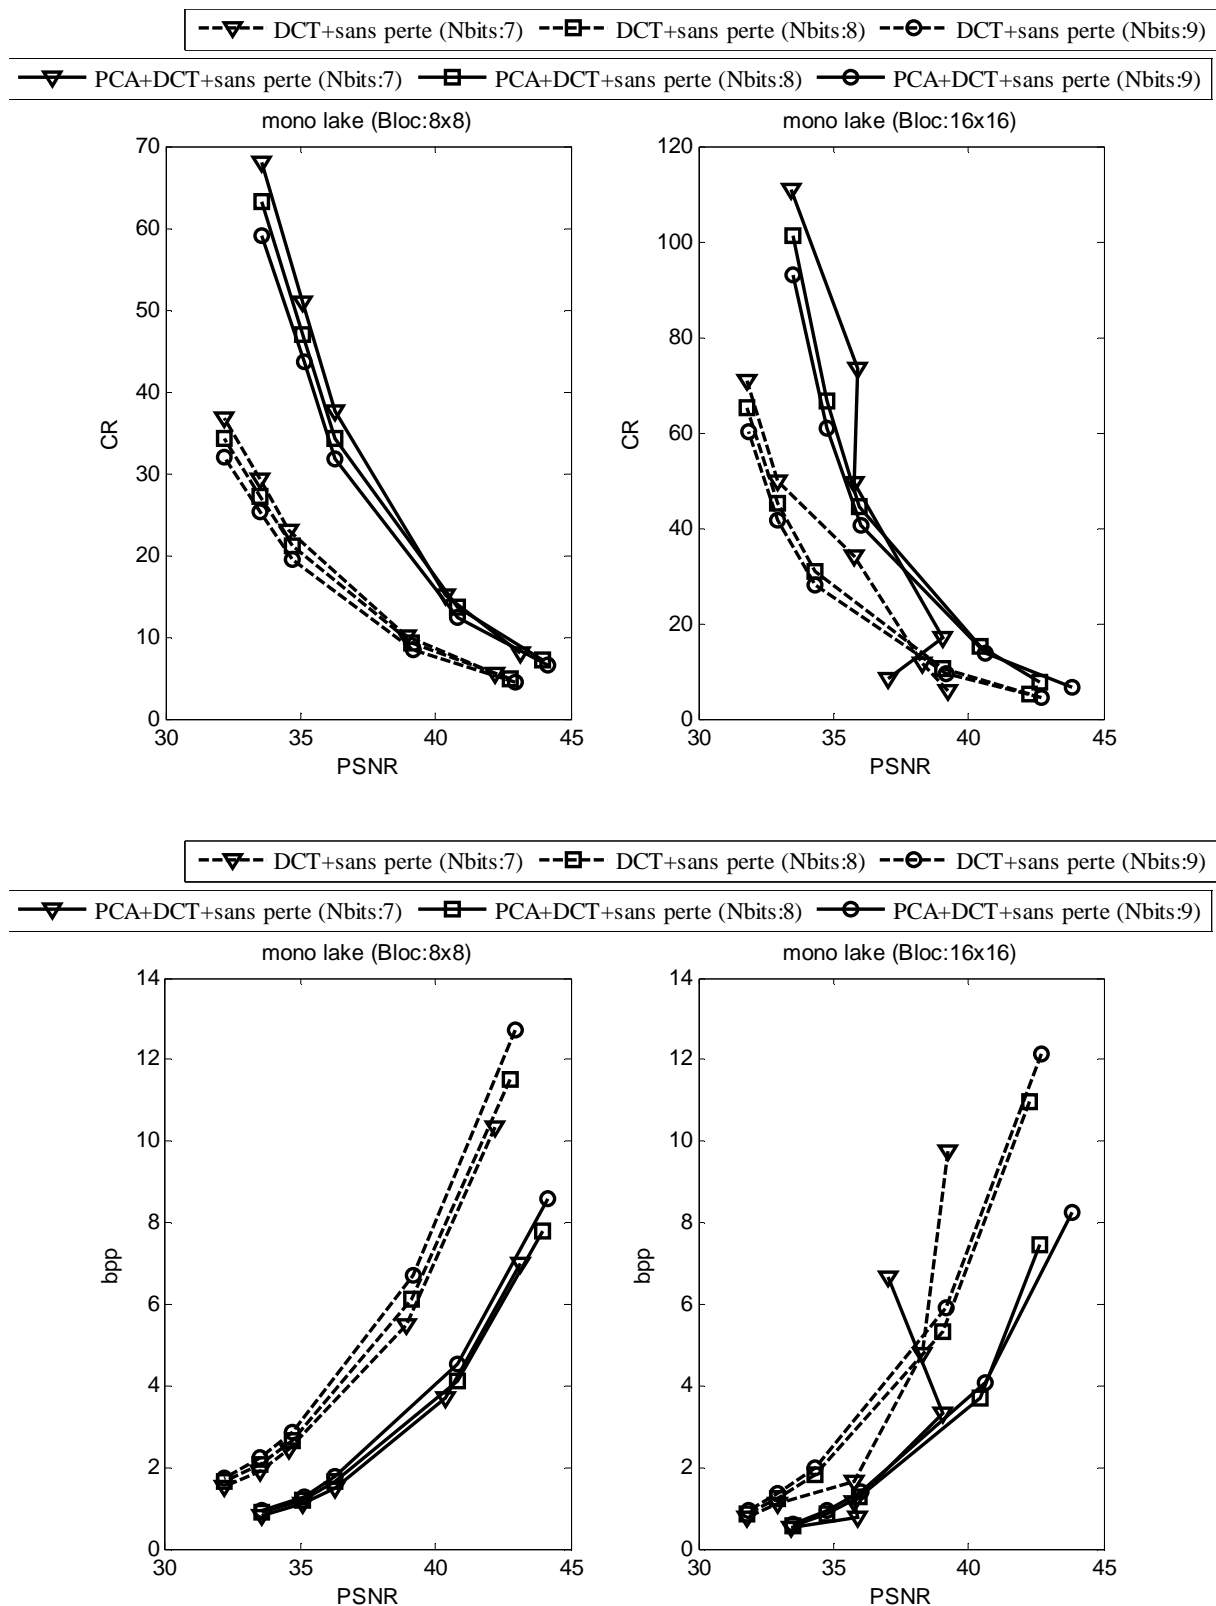 DCT+sans perte (Nbits:7) DCT+sans perte (Nbits:8) DCT+sans perte (Nbits:9)
PCA+DCT+sans perte (Nbits:7) PCA+DCT+sans perte (Nbits:8) PCA+DCT+sans perte (Nbits:9)
mono lake (Bloc:8x8)
70
60
50
40
30
20
10
0
CR
30 35 40 45
PSNR
mono lake (Bloc:16x16)
120
100
80
60
40
20
0
CR
30 35 40 45
PSNR
DCT+sans perte (Nbits:7) DCT+sans perte (Nbits:8) DCT+sans perte (Nbits:9)
PCA+DCT+sans perte (Nbits:7) PCA+DCT+sans perte (Nbits:8) PCA+DCT+sans perte (Nbits:9)
mono lake (Bloc:8x8)
14
12
10
8
6
4
2
0
bpp
30 35 40 45
PSNR
mono lake (Bloc:16x16)
14
12
10
8
6
4
2
0
bpp
30 35 40 45
PSNR